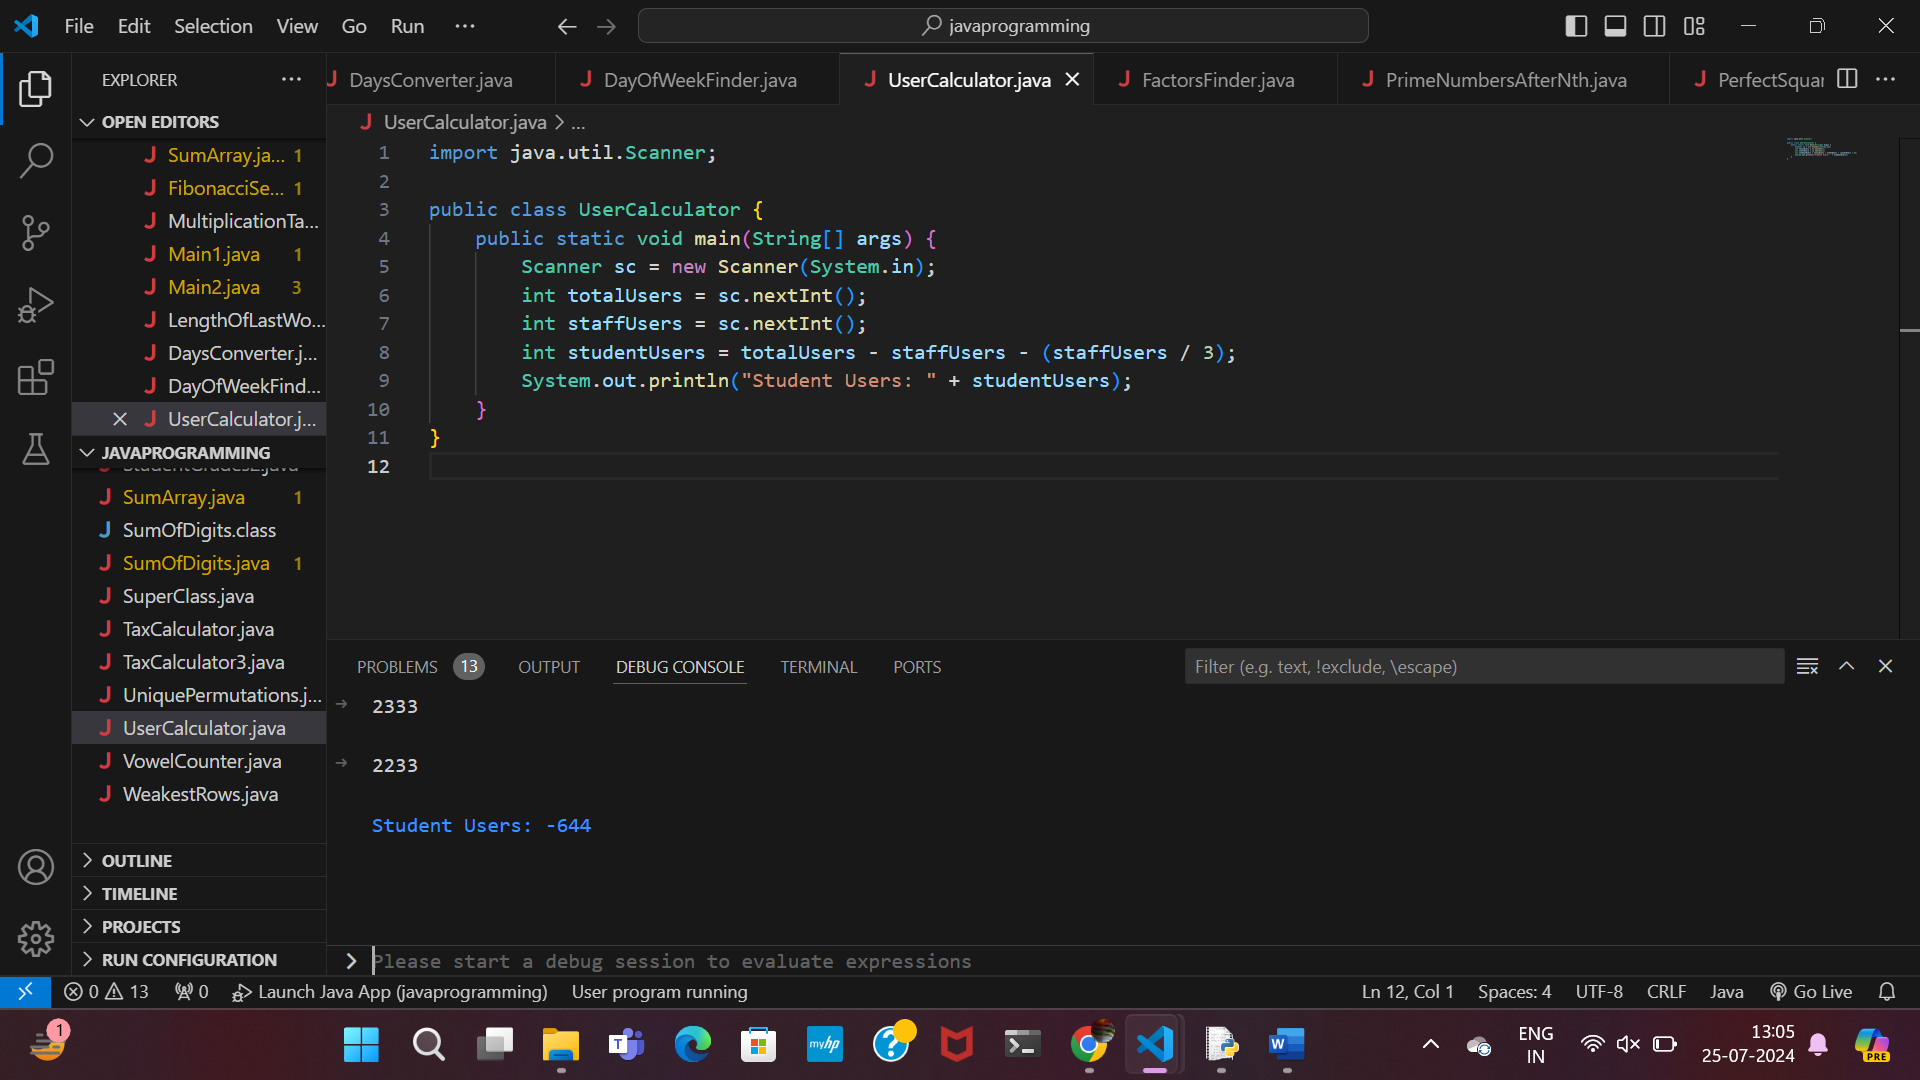 File Edit Selection View Go Run ··· javaprogramming
EXPLORER ···
DaysConverter.java DayOfWeekFinder.java UserCalculator.java FactorsFinder.java PrimeNumbersAfterNth.java PerfectSquar ···
OPEN EDITORS
SumArray.ja... 1
FibonacciSe... 1
MultiplicationTa...
Main1.java 1
Main2.java 3
LengthOfLastWo...
DaysConverter.j...
DayOfWeekFind...
UserCalculator.j...
JAVAPROGRAMMING
StudentGrades2.java
SumArray.java 1
SumOfDigits.class
SumOfDigits.java 1
SuperClass.java
TaxCalculator.java
TaxCalculator3.java
UniquePermutations.j...
UserCalculator.java
VowelCounter.java
WeakestRows.java
OUTLINE
TIMELINE
PROJECTS
RUN CONFIGURATION
UserCalculator.java > ...
1 import java.util.Scanner;
2
3 public class UserCalculator {
4 public static void main(String[] args) {
5 Scanner sc = new Scanner(System.in);
6 int totalUsers = sc.nextInt();
7 int staffUsers = sc.nextInt();
8 int studentUsers = totalUsers - staffUsers - (staffUsers / 3);
9 System.out.println("Student Users: " + studentUsers);
10 }
11 }
12
PROBLEMS 13 OUTPUT DEBUG CONSOLE TERMINAL PORTS Filter (e.g. text, !exclude, \escape)
2333
2233
Student Users: -644
Please start a debug session to evaluate expressions
0 13 0 Launch Java App (javaprogramming) User program running Ln 12, Col 1 Spaces: 4 UTF-8 CRLF Java Go Live
1 myhp ENG 13:05
IN 25-07-2024 PRE